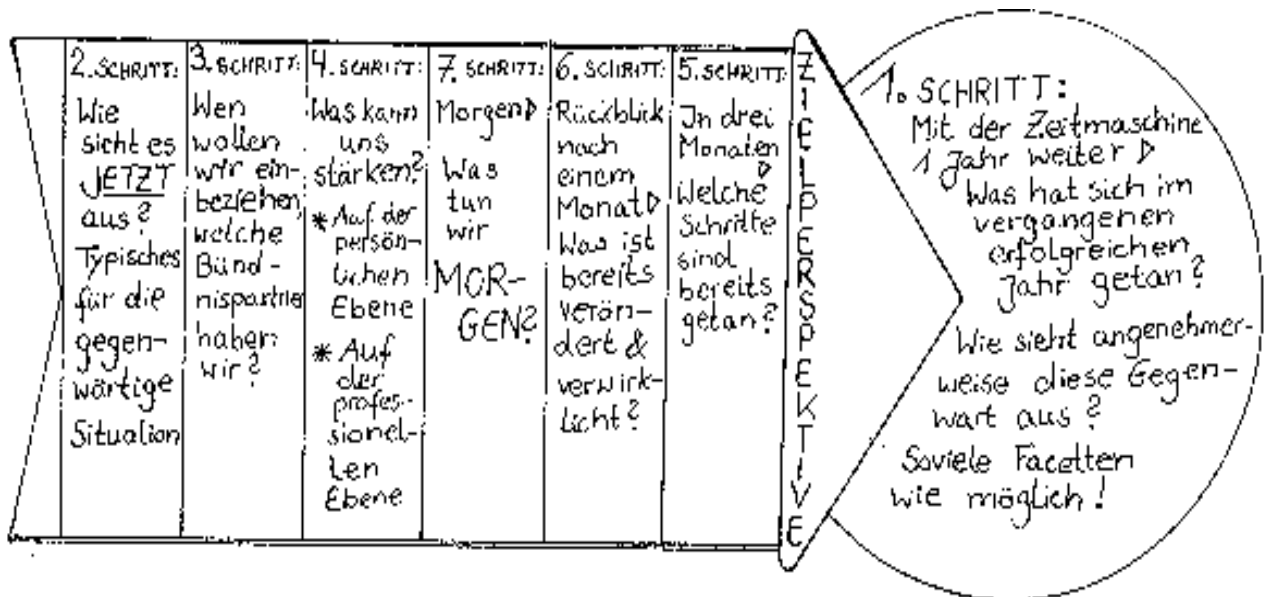 2. SCHRITT:
Wie
sieht es
JETZT
aus?
Typisches
für die
gegen-
wärtige
Situation
3. SCHRITT:
Wen
wollen
wir ein-
beziehen,
welche
Bünd-
nispartner
haben
wir?
4. SCHRITT:
Was kann
uns
stärken?
* Auf der
persön-
lichen
Ebene
* Auf
der
profes-
sionel-
len
Ebene
7. SCHRITT:
Morgen▷
Was
tun
wir
MOR-
GEN?
6. SCHRITT:
Rückblick
nach
einem
Monat▷
Was ist
bereits
verän-
dert &
verwirk-
licht?
5. SCHRITT:
In drei
Monaten
▷
Welche
Schritte
sind
bereits
getan?
ZIELPERSPEKTIVE
1. SCHRITT:
Mit der Zeitmaschine
1 Jahr weiter ▷
Was hat sich im
vergangenen
erfolgreichen
Jahr getan?
Wie sieht angenehmer-
weise diese Gegen-
wart aus?
Soviele Facetten
wie möglich!